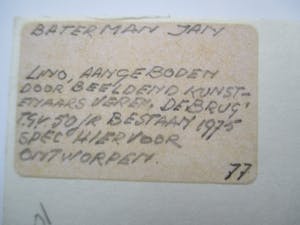 BATERMAN JAN
LINO, AANGEBODEN
DOOR BEELDEND KUNST-
ENAARS VEREN. DE BRUG'
T.G.V. 50 JR BESTAAN 1975
SPEC. HIERVOOR
ONTWORPEN.
77